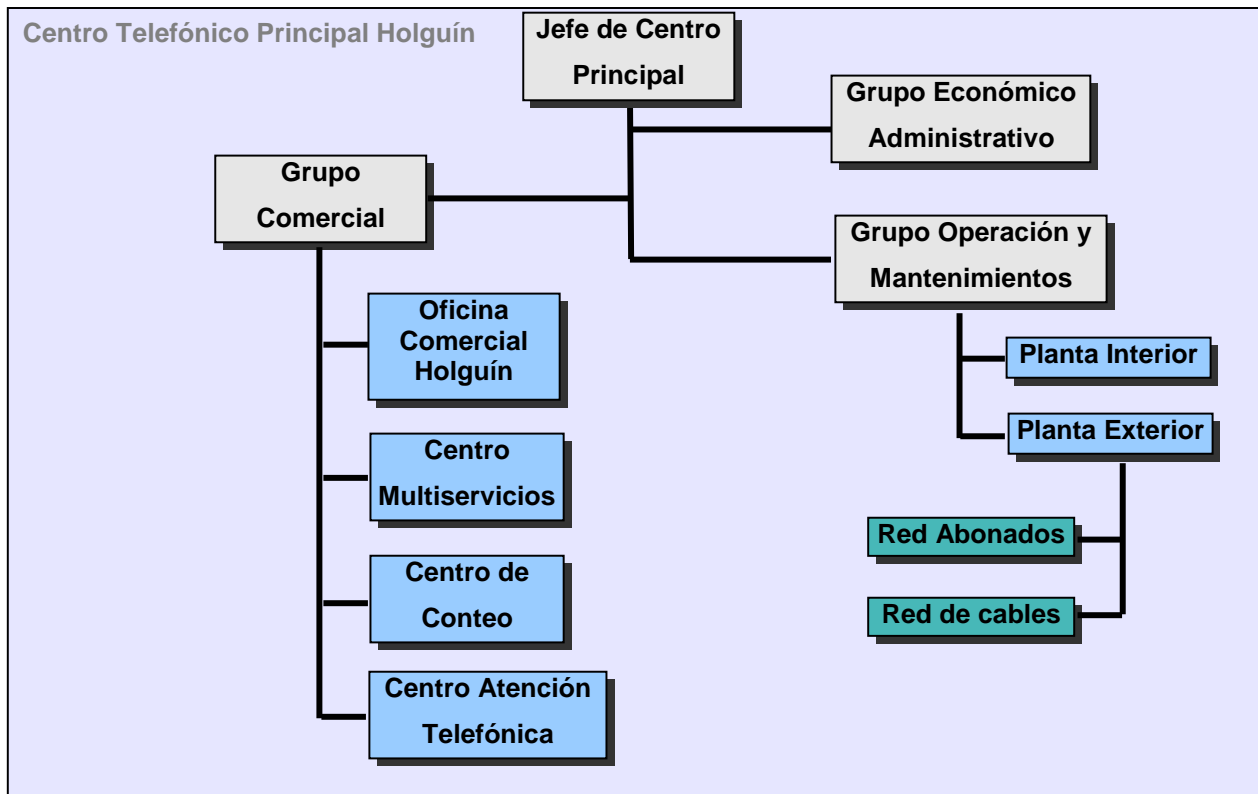 Centro Telefónico Principal Holguín
Jefe de Centro
Principal
Grupo Económico
Administrativo
Grupo
Comercial
Grupo Operación y
Mantenimientos
Oficina
Comercial
Holguín
Centro
Multiservicios
Centro de
Conteo
Centro Atención
Telefónica
Planta Interior
Planta Exterior
Red Abonados
Red de cables